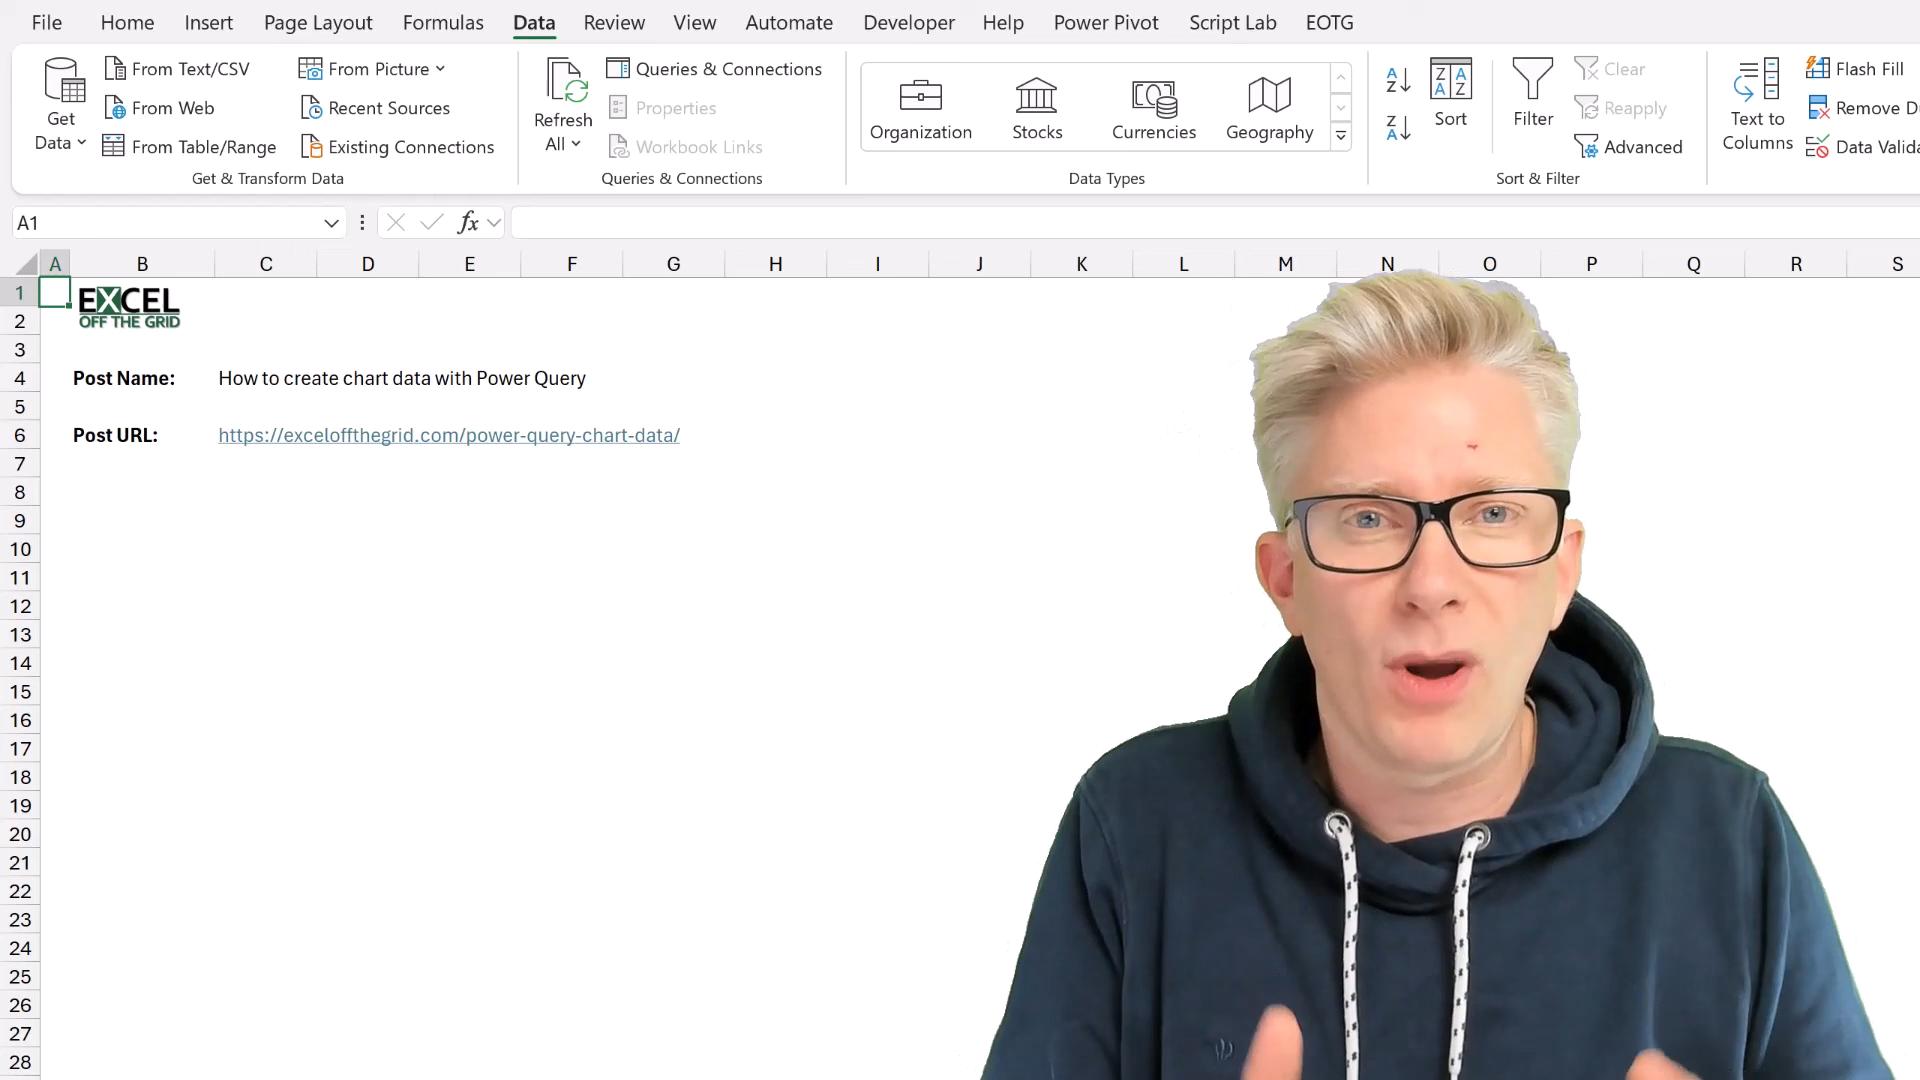 File Home Insert Page Layout Formulas Data Review View Automate Developer Help Power Pivot Script Lab EOTG
Get Data
From Text/CSV
From Web
From Table/Range
From Picture
Recent Sources
Existing Connections
Get & Transform Data
Refresh All
Queries & Connections
Properties
Workbook Links
Queries & Connections
Organization
Stocks
Currencies
Geography
Data Types
Sort
Filter
Clear
Reapply
Advanced
Sort & Filter
Text to Columns
Flash Fill
Remove Du
Data Valida
A1
fx
A B C D E F G H I J K L M N O P Q R S
1
EXCEL
2
OFF THE GRID
3
4 Post Name: How to create chart data with Power Query
5
6 Post URL: https://exceloffthegrid.com/power-query-chart-data/
7
8
9
10
11
12
13
14
15
16
17
18
19
20
21
22
23
24
25
26
27
28